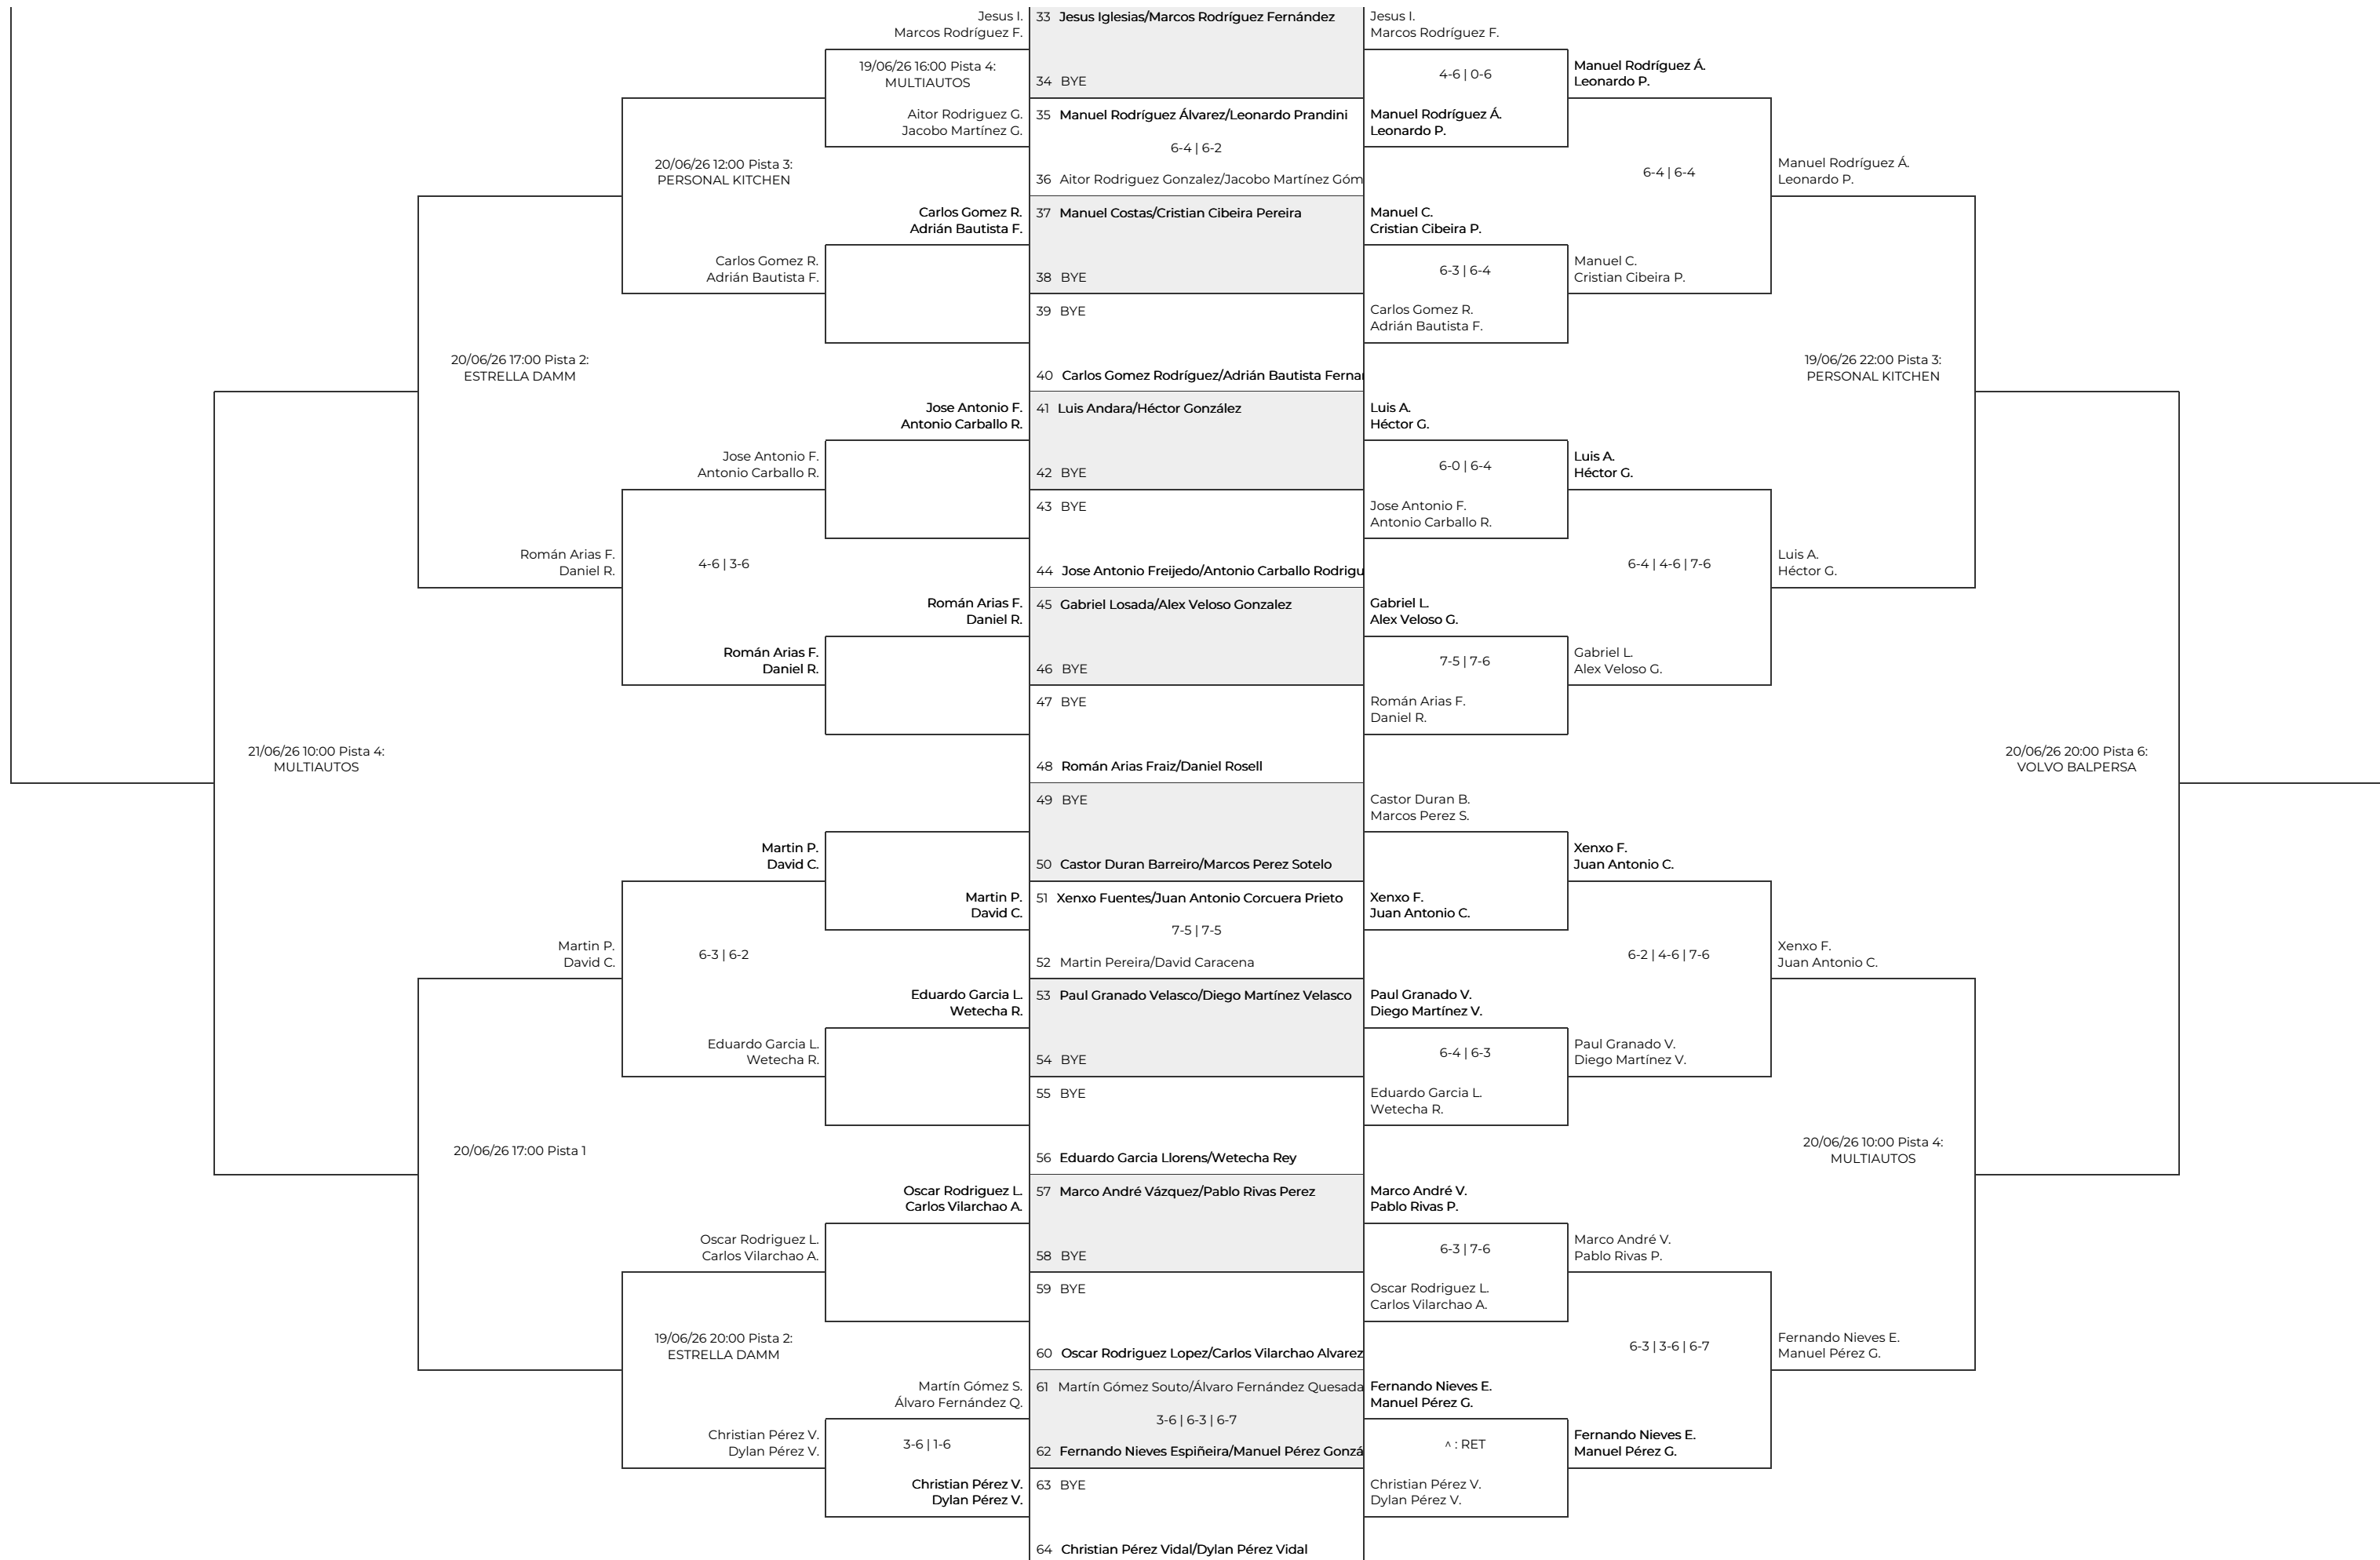 Jesus I.
Marcos Rodríguez F.
33 Jesus Iglesias/Marcos Rodríguez Fernández
Jesus I.
Marcos Rodríguez F.
19/06/26 16:00 Pista 4:
MULTIAUTOS
34 BYE
4-6 | 0-6
Manuel Rodríguez Á.
Leonardo P.
Aitor Rodriguez G.
Jacobo Martínez G.
35 Manuel Rodríguez Álvarez/Leonardo Prandini
Manuel Rodríguez Á.
Leonardo P.
6-4 | 6-2
20/06/26 12:00 Pista 3:
PERSONAL KITCHEN
36 Aitor Rodriguez Gonzalez/Jacobo Martínez Góm
6-4 | 6-4
Manuel Rodríguez Á.
Leonardo P.
Carlos Gomez R.
Adrián Bautista F.
37 Manuel Costas/Cristian Cibeira Pereira
Manuel C.
Cristian Cibeira P.
Carlos Gomez R.
Adrián Bautista F.
38 BYE
6-3 | 6-4
Manuel C.
Cristian Cibeira P.
39 BYE
Carlos Gomez R.
Adrián Bautista F.
20/06/26 17:00 Pista 2:
ESTRELLA DAMM
40 Carlos Gomez Rodríguez/Adrián Bautista Ferna
19/06/26 22:00 Pista 3:
PERSONAL KITCHEN
Jose Antonio F.
Antonio Carballo R.
41 Luis Andara/Héctor González
Luis A.
Héctor G.
Jose Antonio F.
Antonio Carballo R.
42 BYE
6-0 | 6-4
Luis A.
Héctor G.
43 BYE
Jose Antonio F.
Antonio Carballo R.
Román Arias F.
Daniel R.
4-6 | 3-6
44 Jose Antonio Freijedo/Antonio Carballo Rodrigu
6-4 | 4-6 | 7-6
Luis A.
Héctor G.
Román Arias F.
Daniel R.
45 Gabriel Losada/Alex Veloso Gonzalez
Gabriel L.
Alex Veloso G.
Román Arias F.
Daniel R.
46 BYE
7-5 | 7-6
Gabriel L.
Alex Veloso G.
47 BYE
Román Arias F.
Daniel R.
21/06/26 10:00 Pista 4:
MULTIAUTOS
48 Román Arias Fraiz/Daniel Rosell
20/06/26 20:00 Pista 6:
VOLVO BALPERSA
49 BYE
Castor Duran B.
Marcos Perez S.
Martin P.
David C.
50 Castor Duran Barreiro/Marcos Perez Sotelo
Xenxo F.
Juan Antonio C.
Martin P.
David C.
51 Xenxo Fuentes/Juan Antonio Corcuera Prieto
Xenxo F.
Juan Antonio C.
7-5 | 7-5
Martin P.
David C.
6-3 | 6-2
52 Martin Pereira/David Caracena
6-2 | 4-6 | 7-6
Xenxo F.
Juan Antonio C.
Eduardo Garcia L.
Wetecha R.
53 Paul Granado Velasco/Diego Martínez Velasco
Paul Granado V.
Diego Martínez V.
Eduardo Garcia L.
Wetecha R.
54 BYE
6-4 | 6-3
Paul Granado V.
Diego Martínez V.
55 BYE
Eduardo Garcia L.
Wetecha R.
20/06/26 17:00 Pista 1
56 Eduardo Garcia Llorens/Wetecha Rey
20/06/26 10:00 Pista 4:
MULTIAUTOS
Oscar Rodriguez L.
Carlos Vilarchao A.
57 Marco André Vázquez/Pablo Rivas Perez
Marco André V.
Pablo Rivas P.
Oscar Rodriguez L.
Carlos Vilarchao A.
58 BYE
6-3 | 7-6
Marco André V.
Pablo Rivas P.
59 BYE
Oscar Rodriguez L.
Carlos Vilarchao A.
19/06/26 20:00 Pista 2:
ESTRELLA DAMM
60 Oscar Rodriguez Lopez/Carlos Vilarchao Alvarez
6-3 | 3-6 | 6-7
Fernando Nieves E.
Manuel Pérez G.
Martín Gómez S.
Álvaro Fernández Q.
61 Martín Gómez Souto/Álvaro Fernández Quesada
Fernando Nieves E.
Manuel Pérez G.
3-6 | 6-3 | 6-7
Christian Pérez V.
Dylan Pérez V.
3-6 | 1-6
62 Fernando Nieves Espiñeira/Manuel Pérez Gonzá
^ : RET
Fernando Nieves E.
Manuel Pérez G.
Christian Pérez V.
Dylan Pérez V.
63 BYE
Christian Pérez V.
Dylan Pérez V.
64 Christian Pérez Vidal/Dylan Pérez Vidal